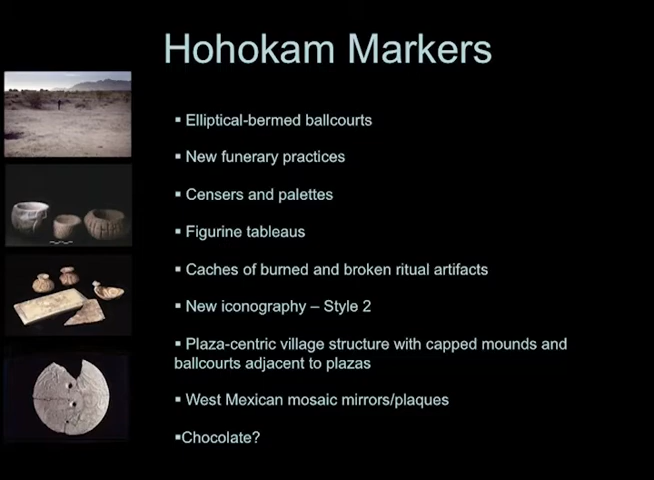 Hohokam Markers
▪ Elliptical-bermed ballcourts
▪ New funerary practices
▪ Censers and palettes
▪ Figurine tableaus
▪ Caches of burned and broken ritual artifacts
▪ New iconography – Style 2
▪ Plaza-centric village structure with capped mounds and
ballcourts adjacent to plazas
▪ West Mexican mosaic mirrors/plaques
▪Chocolate?